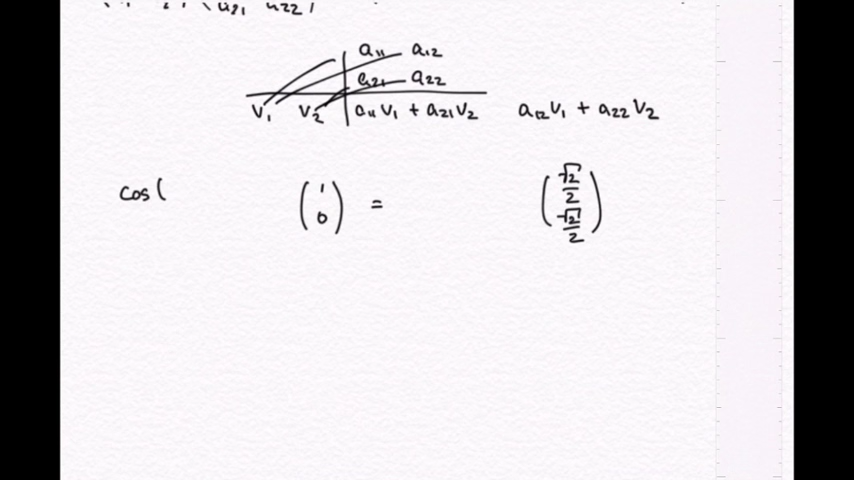 a₁₁ a₁₂
a₂₁ a₂₂
v₁ v₂ a₁₁v₁ + a₂₁v₂ a₁₂v₁ + a₂₂v₂
cos( (1 0) = (√2/2 √2/2)